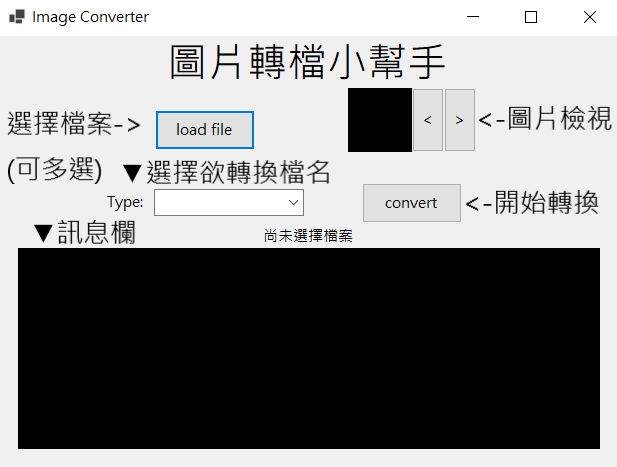 Image Converter
圖片轉檔小幫手
選擇檔案-> load file < > <-圖片檢視
(可多選) ▼選擇欲轉換檔名
Type: convert <-開始轉換
▼訊息欄 尚未選擇檔案